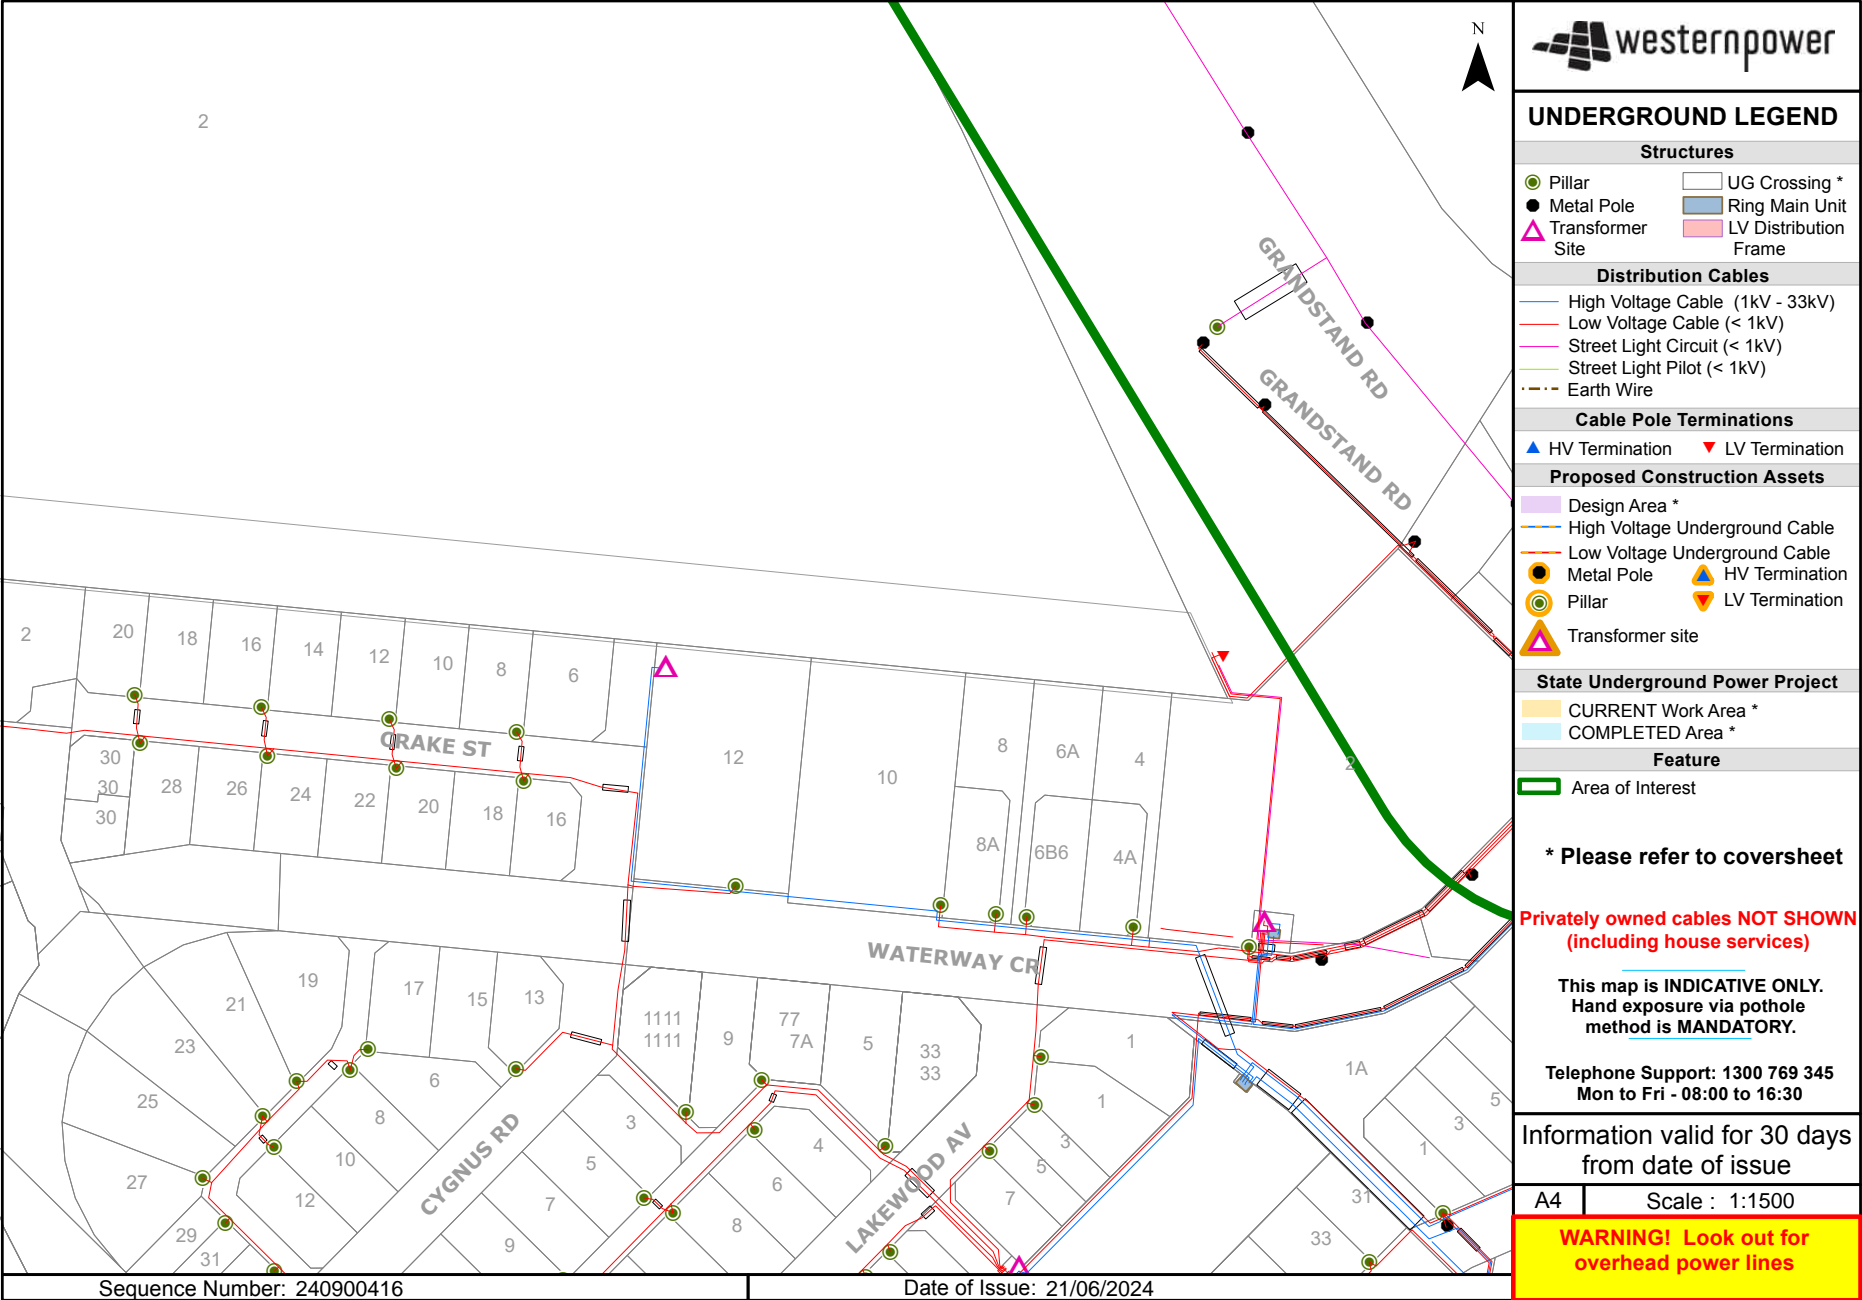 2
N
GRANDSTAND RD
GRANDSTAND RD
2
20
18
16
14
12
10
8
6
CRAKE ST
30
30
30
28
26
24
22
20
18
16
12
10
8
6A
4
8A
6B6
4A
2
WATERWAY CR
19
21
23
25
27
29
31
17
15
13
6
8
10
12
CYGNUS RD
1111
1111
9
77
7A
5
33
33
3
5
7
9
4
6
8
LAKEWOOD AV
1
1
3
5
7
1A
5
3
1
31
33
westernpower
UNDERGROUND LEGEND
Structures
Pillar
UG Crossing *
Metal Pole
Ring Main Unit
Transformer Site
LV Distribution Frame
Distribution Cables
High Voltage Cable (1kV - 33kV)
Low Voltage Cable (< 1kV)
Street Light Circuit (< 1kV)
Street Light Pilot (< 1kV)
Earth Wire
Cable Pole Terminations
HV Termination
LV Termination
Proposed Construction Assets
Design Area *
High Voltage Underground Cable
Low Voltage Underground Cable
Metal Pole
HV Termination
Pillar
LV Termination
Transformer site
State Underground Power Project
CURRENT Work Area *
COMPLETED Area *
Feature
Area of Interest
* Please refer to coversheet
Privately owned cables NOT SHOWN
(including house services)
This map is INDICATIVE ONLY.
Hand exposure via pothole
method is MANDATORY.
Telephone Support: 1300 769 345
Mon to Fri - 08:00 to 16:30
Information valid for 30 days
from date of issue
A4
Scale : 1:1500
WARNING! Look out for
overhead power lines
Sequence Number: 240900416
Date of Issue: 21/06/2024